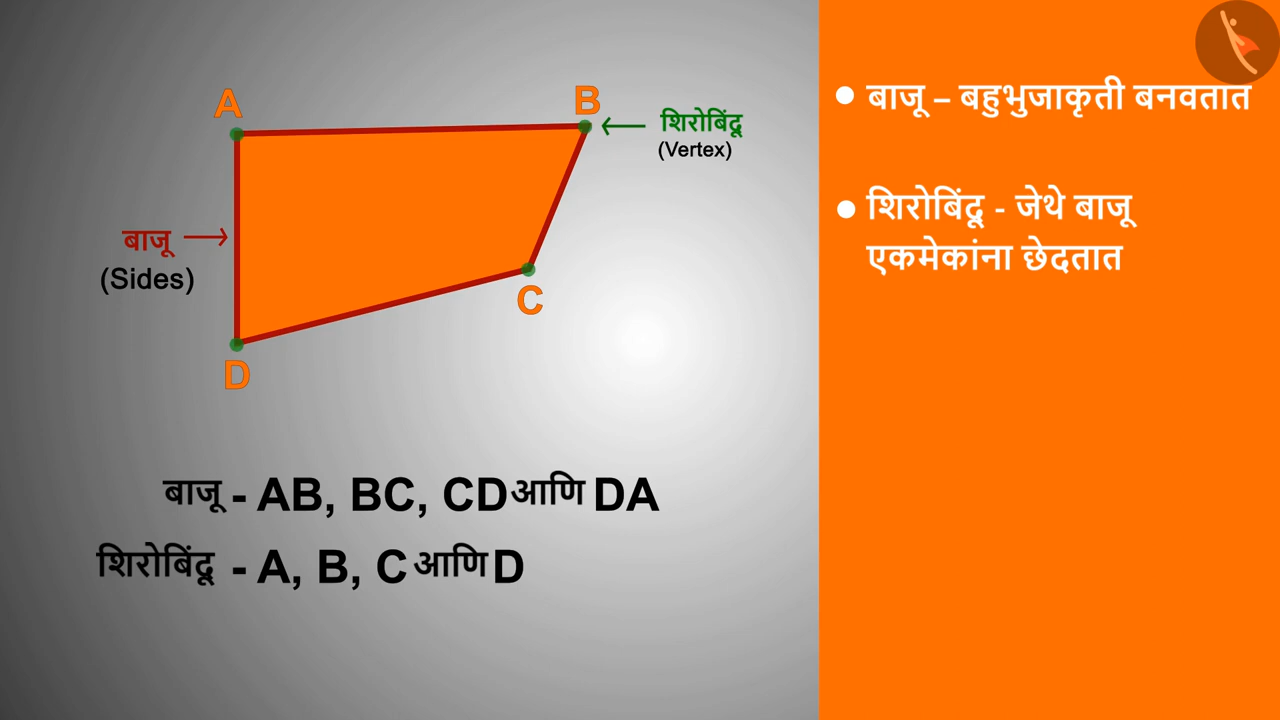 A
B
← शिरोबिंदू
(Vertex)
बाजू →
(Sides)
C
D
बाजू - AB, BC, CD आणि DA
शिरोबिंदू - A, B, C आणि D
● बाजू – बहुभुजाकृती बनवतात
● शिरोबिंदू - जेथे बाजू
एकमेकांना छेदतात